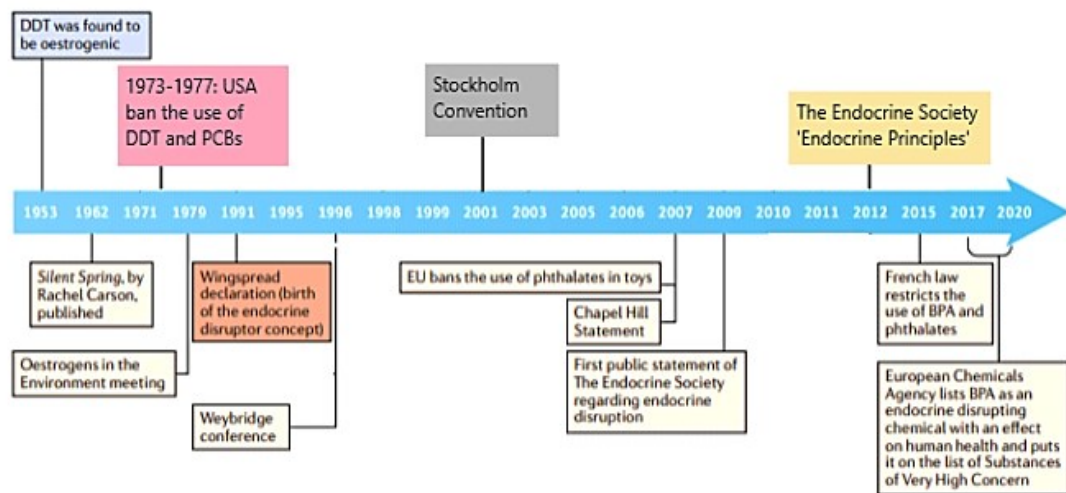 DDT was found to
be oestrogenic
1973-1977: USA
ban the use of
DDT and PCBs
Stockholm
Convention
The Endocrine Society
'Endocrine Principles'
1953 1962 1971 1979 1991 1995 1996 1998 1999 2001 2003 2005 2006 2007 2009 2010 2011 2012 2015 2017 2020
Silent Spring, by
Rachel Carson,
published
Oestrogens in the
Environment meeting
Wingspread
declaration (birth
of the endocrine
disruptor concept)
Weybridge
conference
EU bans the use of phthalates in toys
Chapel Hill
Statement
First public statement of
The Endocrine Society
regarding endocrine
disruption
French law
restricts the
use of BPA and
phthalates
European Chemicals
Agency lists BPA as an
endocrine disrupting
chemical with an effect
on human health and puts
it on the list of Substances
of Very High Concern